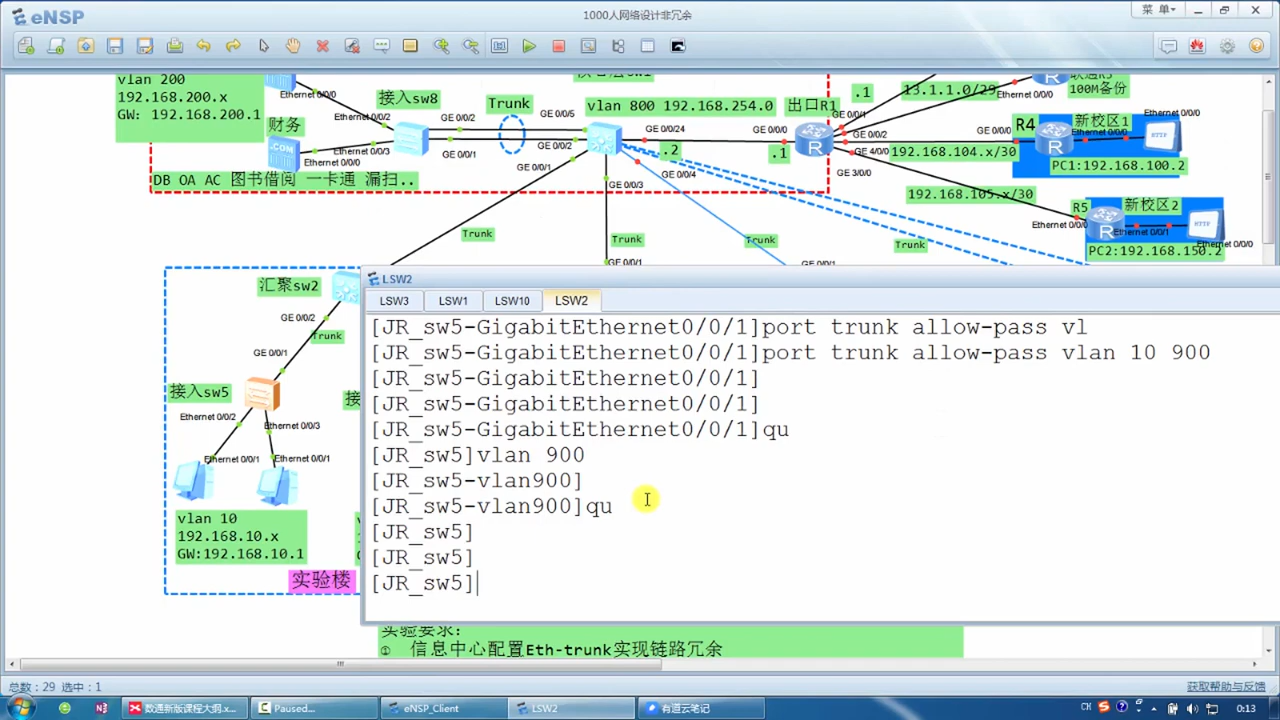 eNSP
1000人网络设计非冗余
菜 单
vlan 200
192.168.200.x
GW: 192.168.200.1
Ethernet 0/0/0
接入sw8
Ethernet 0/0/2
财务
Ethernet 0/0/3
Ethernet 0/0/0
DB OA AC 图书借阅 一卡通 漏扫..
GE 0/0/2
GE 0/0/1
Trunk
GE 0/0/5
GE 0/0/2
GE 0/0/1
vlan 800 192.168.254.0
GE 0/0/24
.2
GE 0/0/4
GE 0/0/3
出口R1
GE 0/0/0
.1
.1
GE 0/0/1
GE 0/0/2
GE 4/0/0
GE 3/0/0
13.1.1.0/29
100M备份
Ethernet 0/0/0
GE 0/0/0
R4
新校区1
Ethernet 0/0/1
192.168.104.x/30
PC1:192.168.100.2
192.168.105.x/30
R5
新校区2
Ethernet 0/0/0
Ethernet 0/0/1
Ethernet 0/0/0
PC2:192.168.150.2
Trunk
Trunk
Trunk
Trunk
GE 0/0/1
汇聚sw2
GE 0/0/2
Trunk
GE 0/0/1
接入sw5
Ethernet 0/0/2
Ethernet 0/0/3
Ethernet 0/0/1
Ethernet 0/0/1
vlan 10
192.168.10.x
GW:192.168.10.1
实验楼
LSW2
LSW3 LSW1 LSW10 LSW2
[JR_sw5-GigabitEthernet0/0/1]port trunk allow-pass vl
[JR_sw5-GigabitEthernet0/0/1]port trunk allow-pass vlan 10 900
[JR_sw5-GigabitEthernet0/0/1]
[JR_sw5-GigabitEthernet0/0/1]
[JR_sw5-GigabitEthernet0/0/1]qu
[JR_sw5]vlan 900
[JR_sw5-vlan900]
[JR_sw5-vlan900]qu
[JR_sw5]
[JR_sw5]
[JR_sw5]
实验要求:
① 信息中心配置Eth-trunk实现链路冗余
总数: 29 选中: 1
获取帮助与反馈
数通新版课程大纲.x...
Paused...
eNSP_Client
LSW2
有道云笔记
CH
0:13